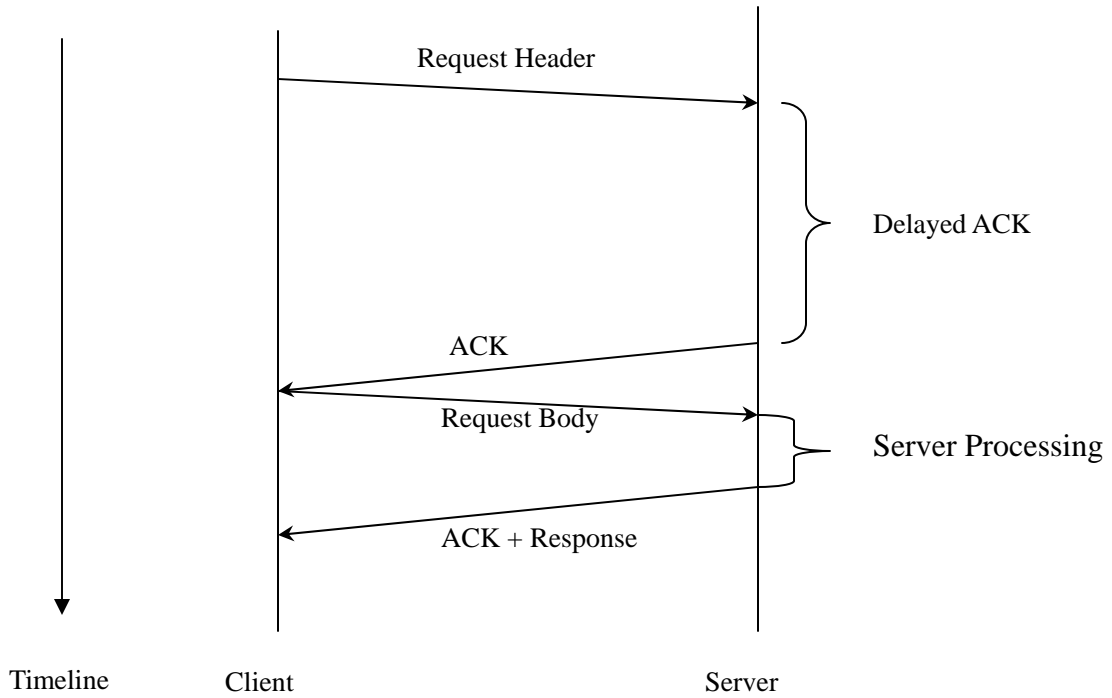 Request Header
Delayed ACK
ACK
Request Body
Server Processing
ACK + Response
Timeline
Client
Server